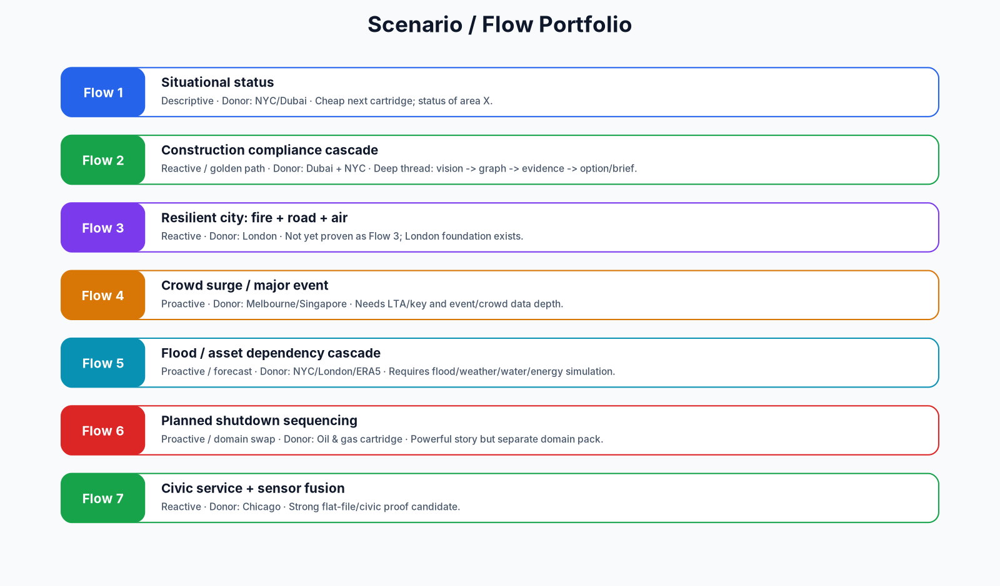 Scenario / Flow Portfolio
Flow 1
Situational status
Descriptive · Donor: NYC/Dubai · Cheap next cartridge; status of area X.
Flow 2
Construction compliance cascade
Reactive / golden path · Donor: Dubai + NYC · Deep thread: vision -> graph -> evidence -> option/brief.
Flow 3
Resilient city: fire + road + air
Reactive · Donor: London · Not yet proven as Flow 3; London foundation exists.
Flow 4
Crowd surge / major event
Proactive · Donor: Melbourne/Singapore · Needs LTA/key and event/crowd data depth.
Flow 5
Flood / asset dependency cascade
Proactive / forecast · Donor: NYC/London/ERA5 · Requires flood/weather/water/energy simulation.
Flow 6
Planned shutdown sequencing
Proactive / domain swap · Donor: Oil & gas cartridge · Powerful story but separate domain pack.
Flow 7
Civic service + sensor fusion
Reactive · Donor: Chicago · Strong flat-file/civic proof candidate.